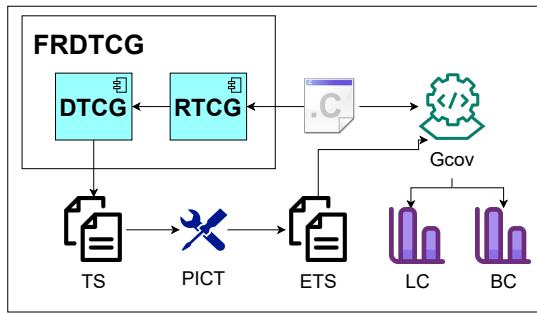 FRDTCG
DTCG
RTCG
.C
</>
Gcov
TS
PICT
ETS
LC
BC